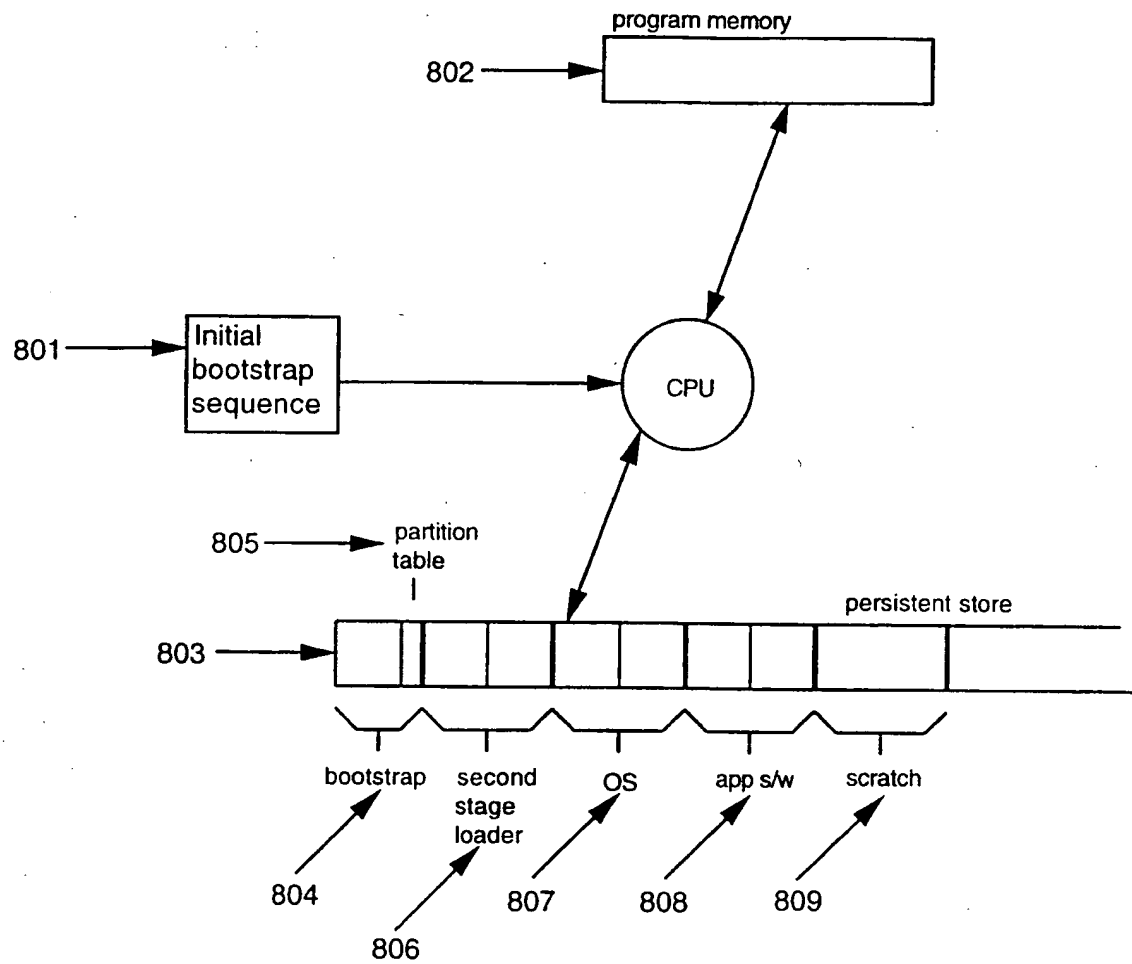 program memory
802
801
Initial
bootstrap
sequence
CPU
805
partition
table
persistent store
803
bootstrap
second
stage
loader
OS
app s/w
scratch
804
806
807
808
809